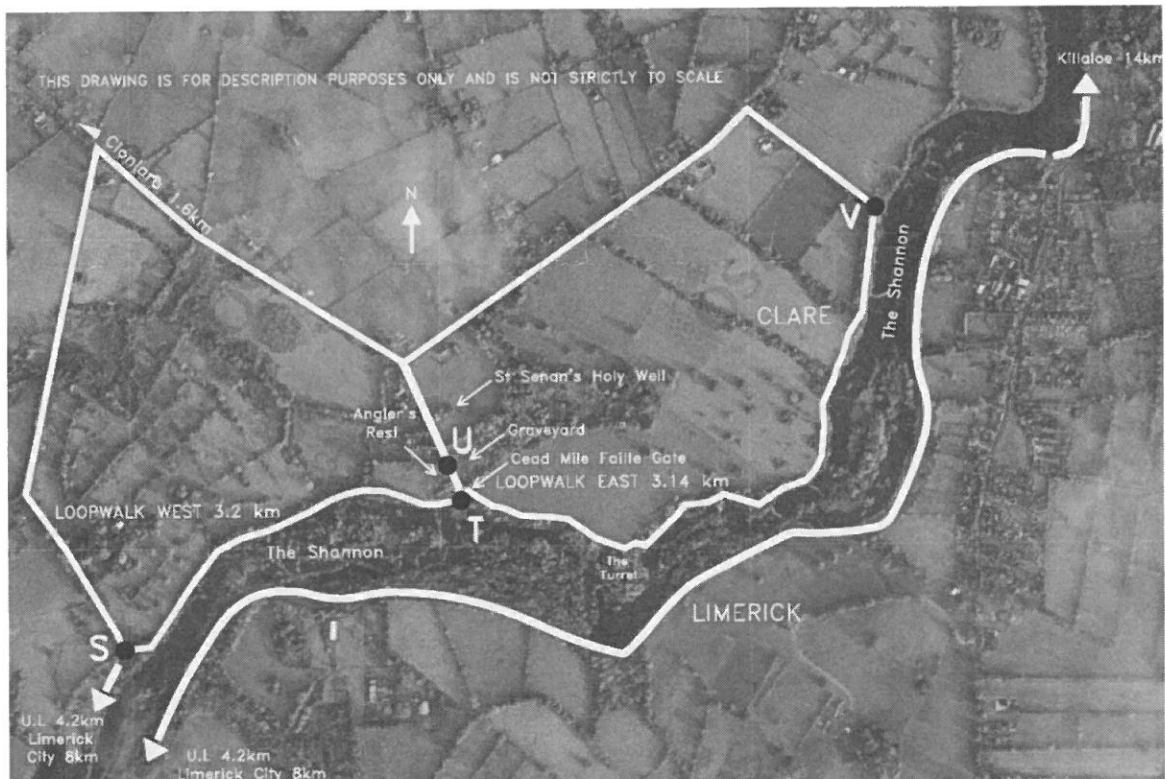 THIS DRAWING IS FOR DESCRIPTION PURPOSES ONLY AND IS NOT STRICTLY TO SCALE
Killaloe 14km
Clonlara 1.6km
N
V
The Shannon
CLARE
St Senan's Holy Well
Angler's
Rest
U
Graveyard
Cead Mile Failte Gate
LOOPWALK EAST 3.14 km
T
LOOPWALK WEST 3.2 km
The Shannon
The
Turret
LIMERICK
S
U.L 4.2km
Limerick
City 8km
U.L 4.2km
Limerick City 8km